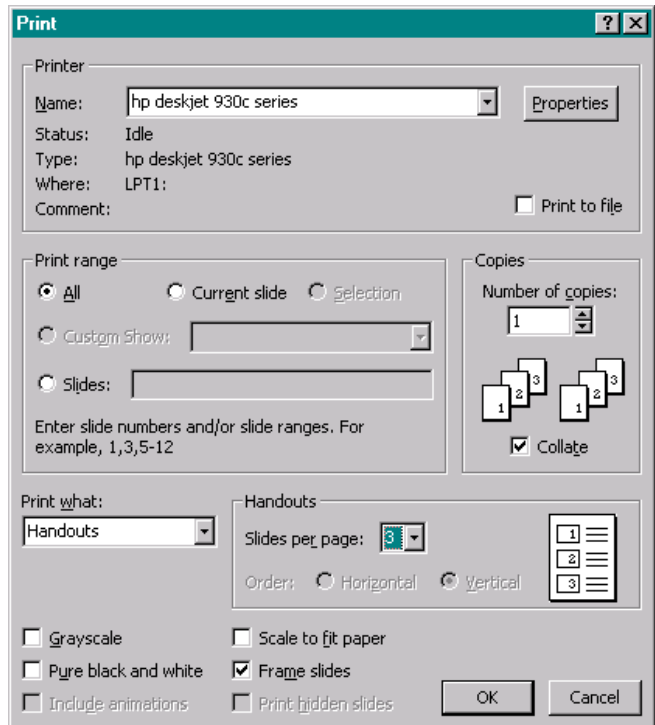 Print
Printer
Name: hp deskjet 930c series Properties
Status: Idle
Type: hp deskjet 930c series
Where: LPT1:
Comment: Print to file
Print range
All Current slide Selection
Custom Show:
Slides:
Enter slide numbers and/or slide ranges. For
example, 1,3,5-12
Copies
Number of copies:
1
1 2 3 1 2 3
Collate
Print what:
Handouts
Handouts
Slides per page: 3
Order: Horizontal Vertical
1
2
3
Grayscale Scale to fit paper
Pure black and white Frame slides
Include animations Print hidden slides
OK Cancel